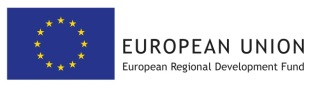 EUROPEAN UNION
European Regional Development Fund